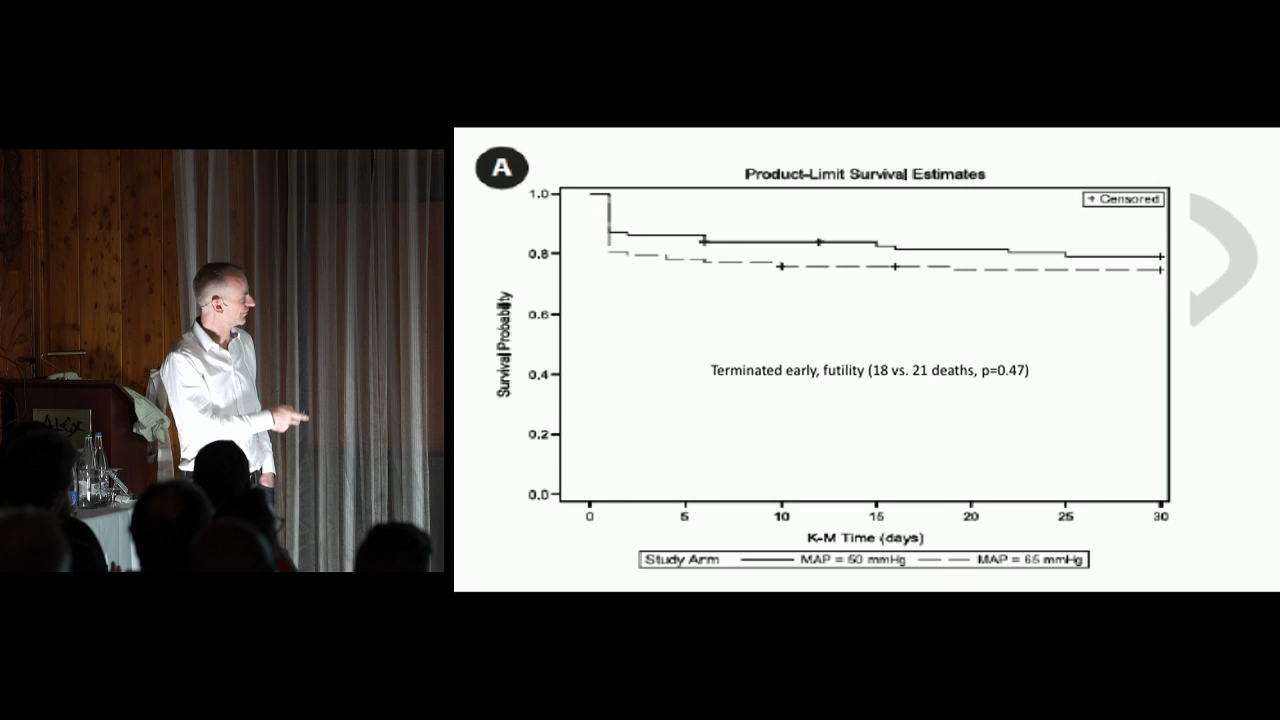 A
Product-Limit Survival Estimates
+ Censored
1.0
0.8
0.6
0.4
0.2
0.0
Survival Probability
Terminated early, futility (18 vs. 21 deaths, p=0.47)
0 5 10 15 20 25 30
K-M Time (days)
Study Arm MAP = 50 mmHg MAP = 65 mmHg
ALEX